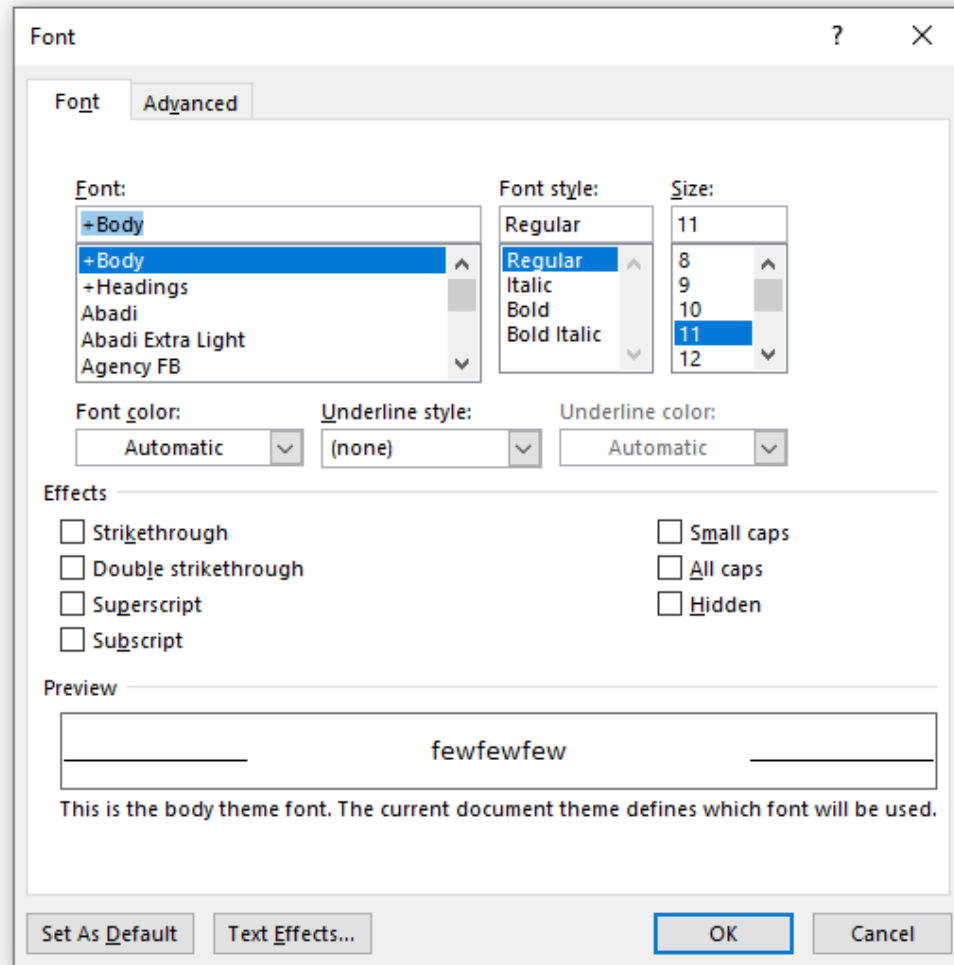 Font ?
Font Advanced
Font: Font style: Size:
+Body Regular 11
+Body Regular 8
+Headings Italic 9
Abadi Bold 10
Abadi Extra Light Bold Italic 11
Agency FB 12
Font color: Underline style: Underline color:
Automatic (none) Automatic
Effects
Strikethrough Small caps
Double strikethrough All caps
Superscript Hidden
Subscript
Preview
fewfewfew
This is the body theme font. The current document theme defines which font will be used.
Set As Default Text Effects... OK Cancel